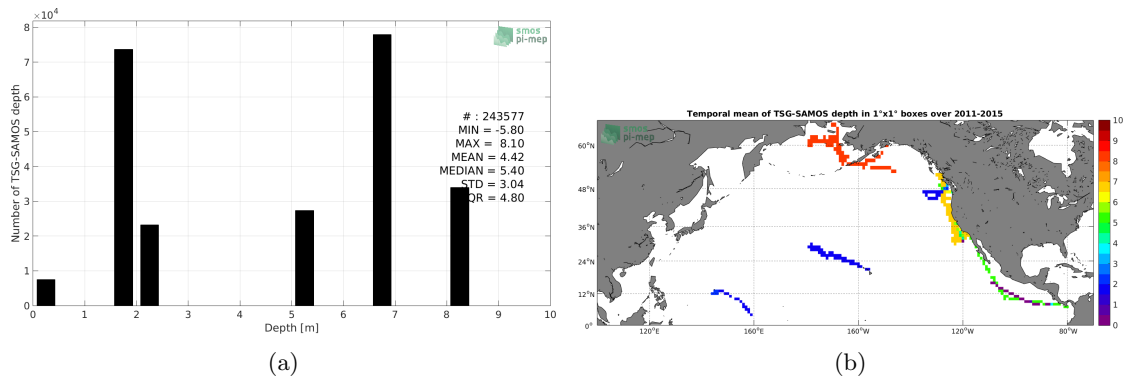 ×10⁴
8
7
6
5
4
3
2
1
0
Number of TSG-SAMOS depth
smos
pi-mep
# : 243577
MIN = -5.80
MAX = 8.10
MEAN = 4.42
MEDIAN = 5.40
STD = 3.04
QR = 4.80
0 1 2 3 4 5 6 7 8 9 10
Depth [m]
(a)
Temporal mean of TSG-SAMOS depth in 1°x1° boxes over 2011-2015
smos
pi-mep
60°N
48°N
36°N
24°N
12°N
0°
120°E 160°E 160°W 120°W 80°W
10
9
8
7
6
5
4
3
2
1
0
(b)